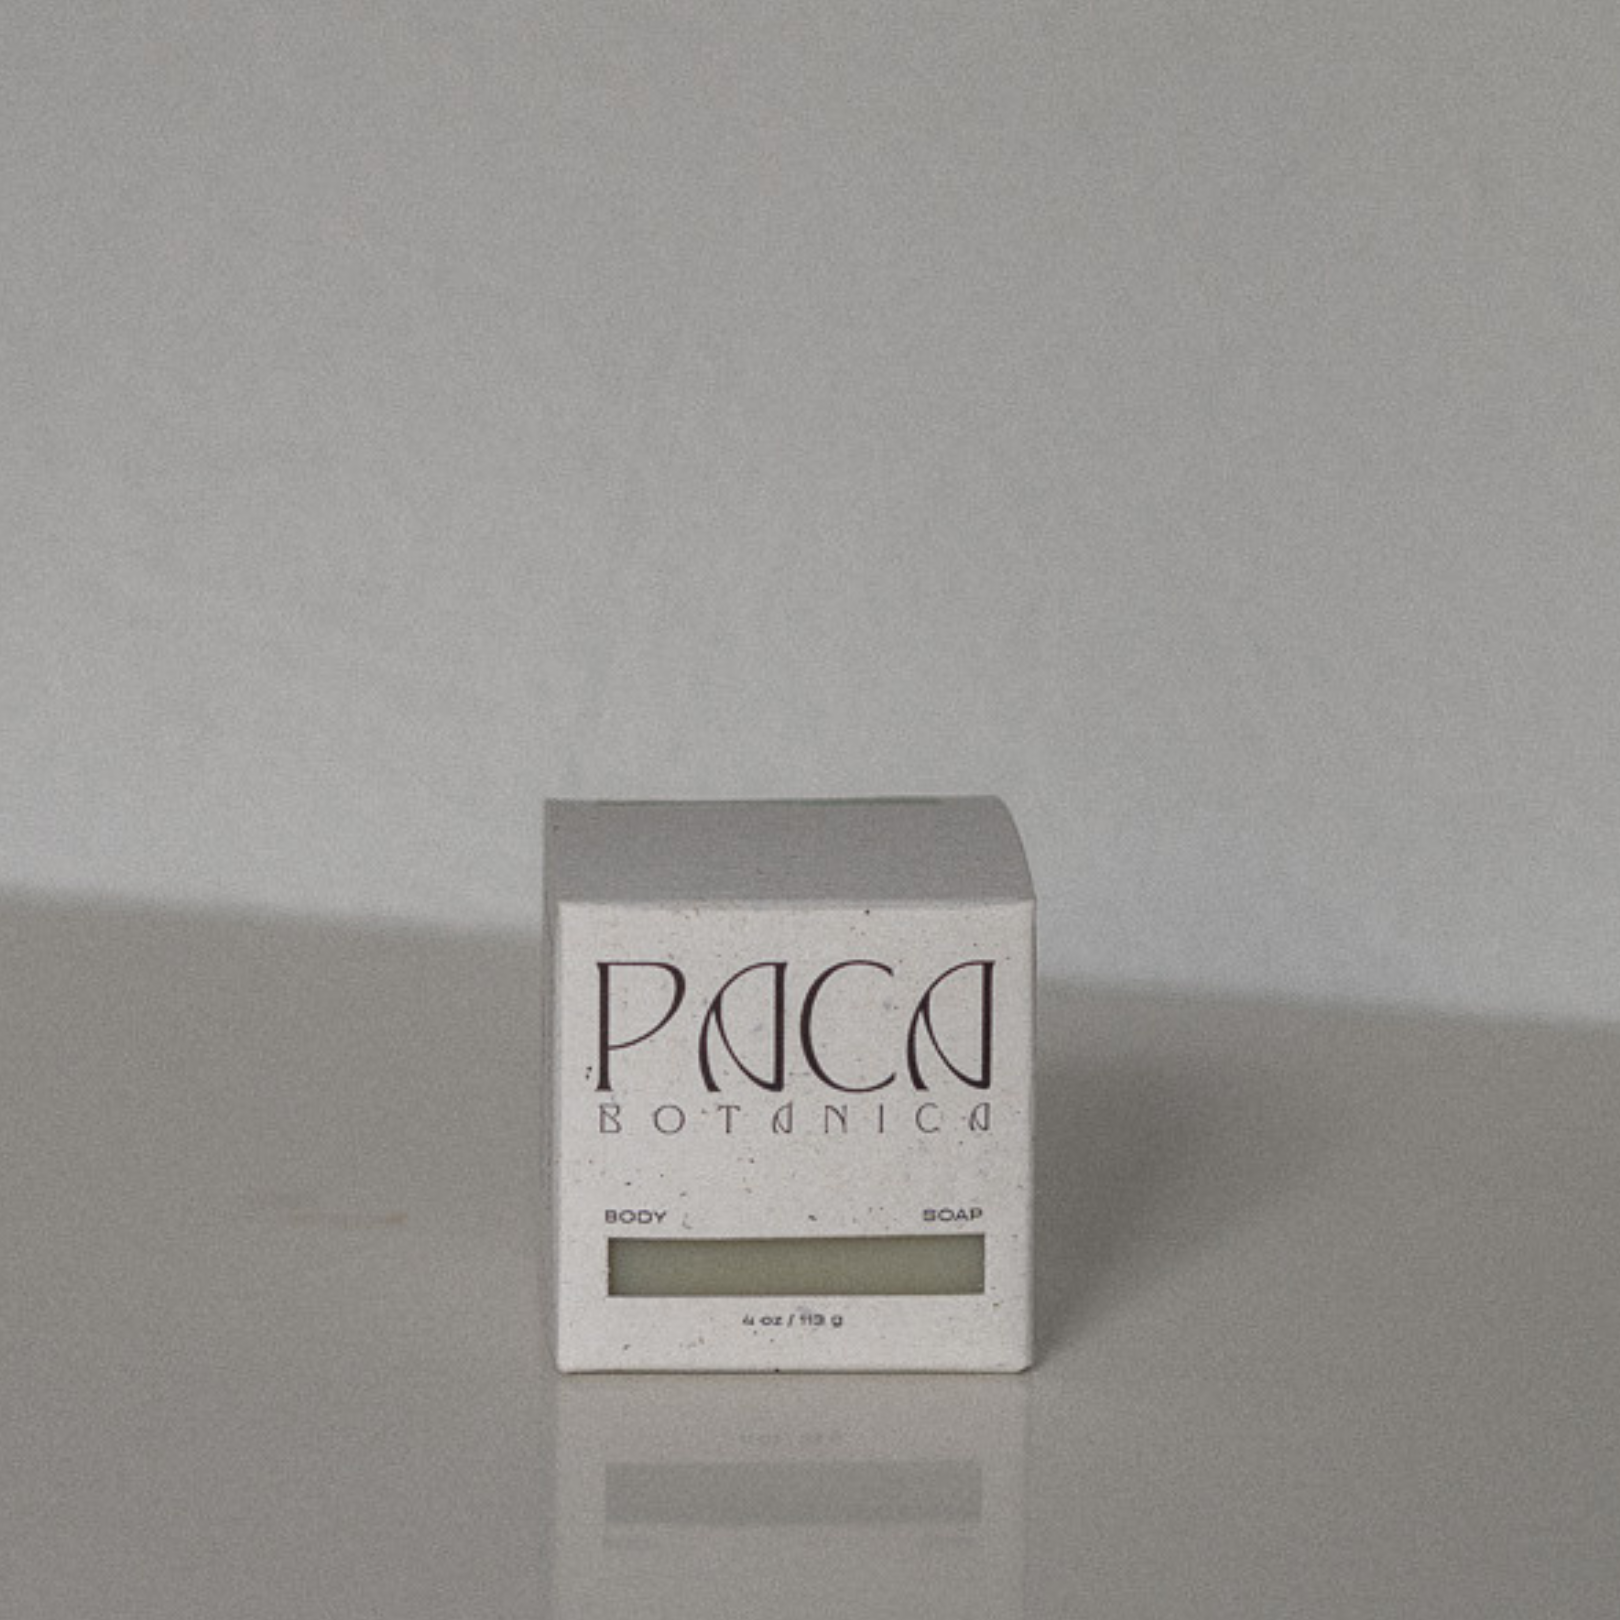 PACA
BOTANICA
BODY SOAP
4 oz / 113 g